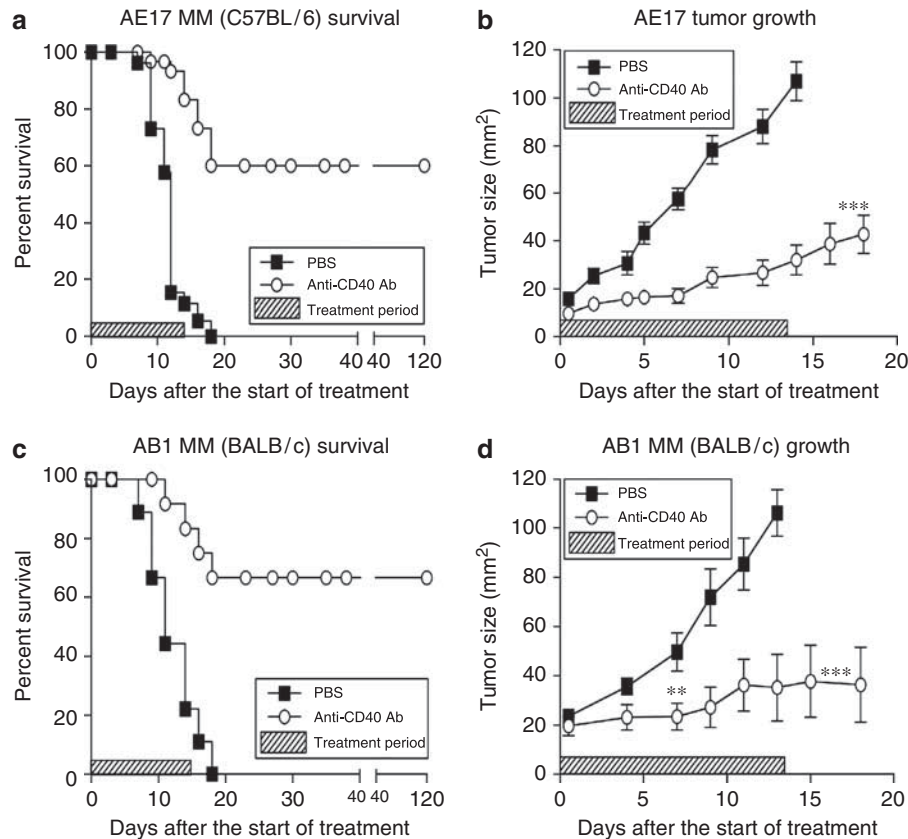 a
AE17 MM (C57BL/6) survival
Percent survival
100
80
60
40
20
0
PBS
Anti-CD40 Ab
Treatment period
0 10 20 30 40 40 120
Days after the start of treatment
b
AE17 tumor growth
Tumor size (mm²)
120
100
80
60
40
20
0
PBS
Anti-CD40 Ab
Treatment period
***
0 5 10 15 20
Days after the start of treatment
c
AB1 MM (BALB/c) survival
Percent survival
100
80
60
40
20
0
PBS
Anti-CD40 Ab
Treatment period
0 10 20 30 40 40 120
Days after the start of treatment
d
AB1 MM (BALB/c) growth
Tumor size (mm²)
120
100
80
60
40
20
0
PBS
Anti-CD40 Ab
Treatment period
**
***
0 5 10 15 20
Days after the start of treatment